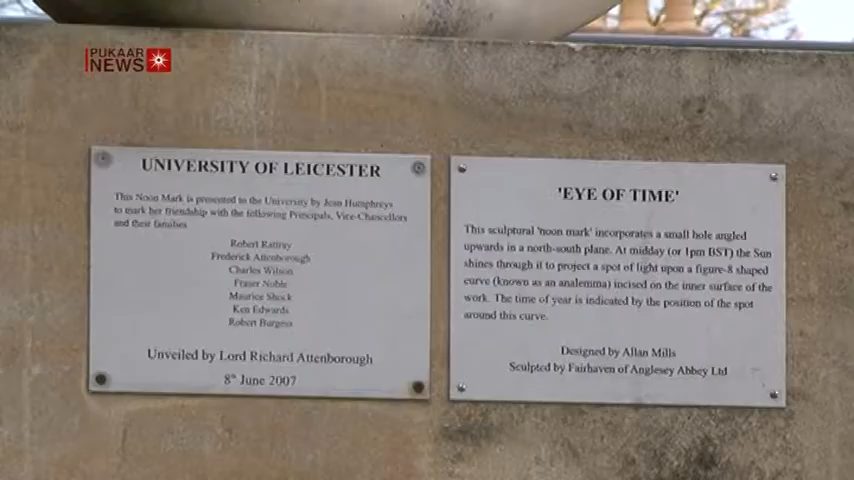 PUKAAR
NEWS
UNIVERSITY OF LEICESTER
This Noon Mark is presented to the University by Jean Humphreys
to mark her friendship with the following Principals, Vice-Chancellors
and their families
Robert Rattray
Frederick Attenborough
Charles Wilson
Fraser Noble
Maurice Shock
Ken Edwards
Robert Burgess
Unveiled by Lord Richard Attenborough
8th June 2007
'EYE OF TIME'
This sculptural 'noon mark' incorporates a small hole angled
upwards in a north-south plane. At midday (or 1pm BST) the Sun
shines through it to project a spot of light upon a figure-8 shaped
curve (known as an analemma) incised on the inner surface of the
work. The time of year is indicated by the position of the spot
around this curve.
Designed by Allan Mills
Sculpted by Fairhaven of Anglesey Abbey Ltd